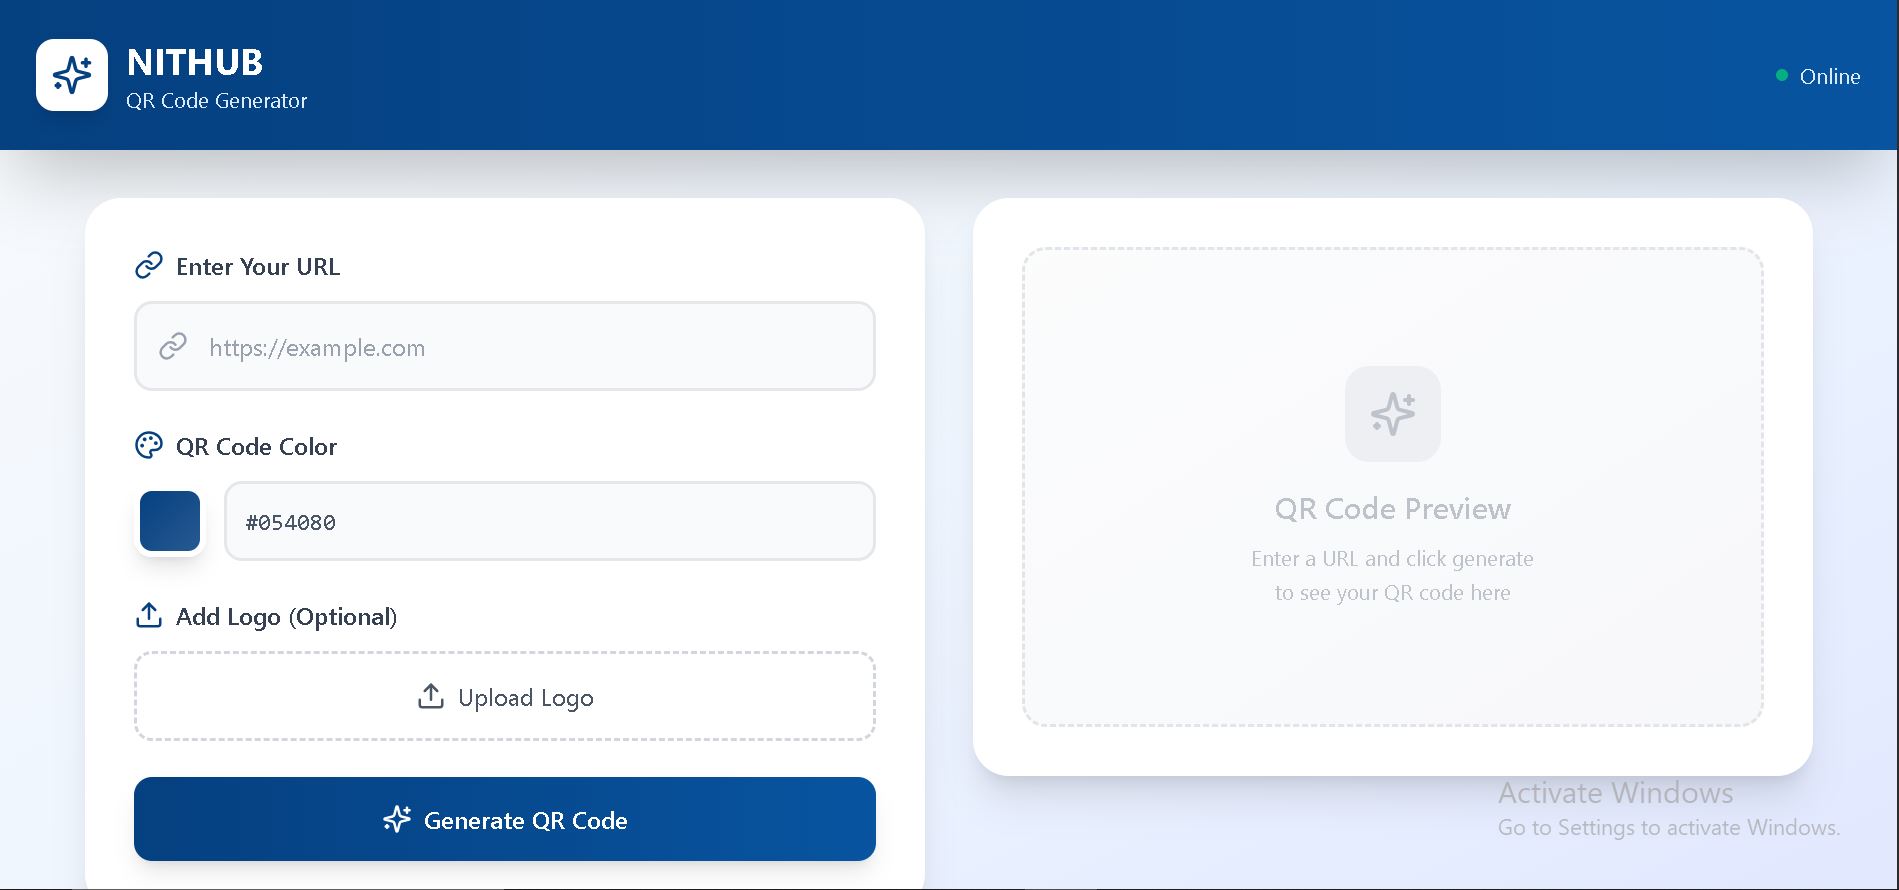 NITHUB
QR Code Generator
Online
Enter Your URL
https://example.com
QR Code Color
#054080
Add Logo (Optional)
Upload Logo
Generate QR Code
QR Code Preview
Enter a URL and click generate
to see your QR code here
Activate Windows
Go to Settings to activate Windows.